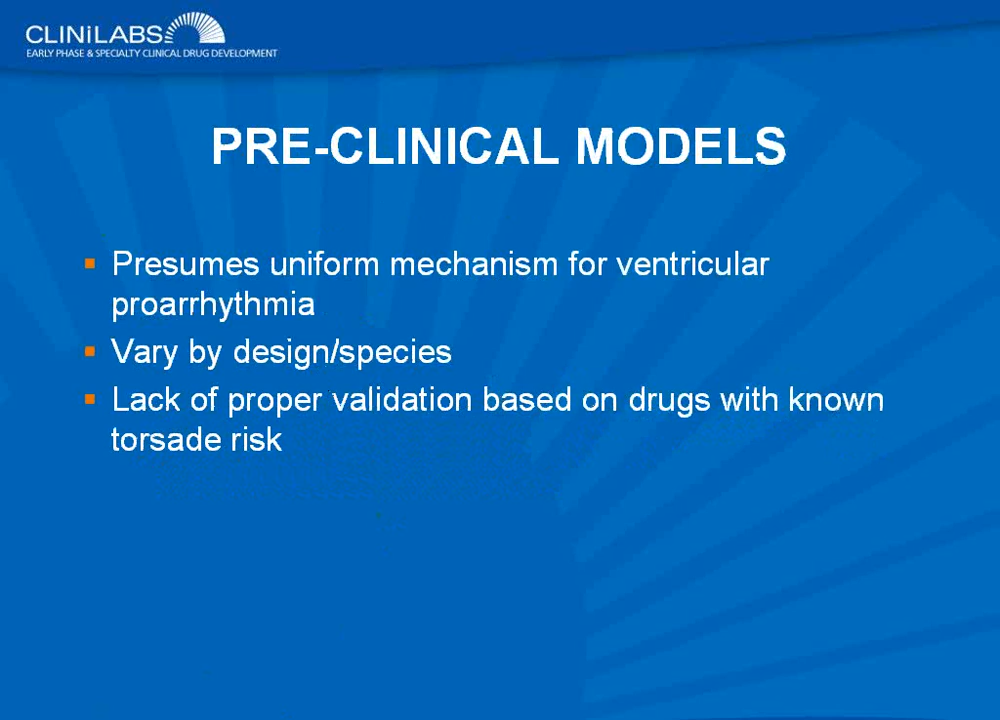 CLINILABS
EARLY PHASE & SPECIALTY CLINICAL DRUG DEVELOPMENT
PRE-CLINICAL MODELS
▪ Presumes uniform mechanism for ventricular
proarrhythmia
▪ Vary by design/species
▪ Lack of proper validation based on drugs with known
torsade risk